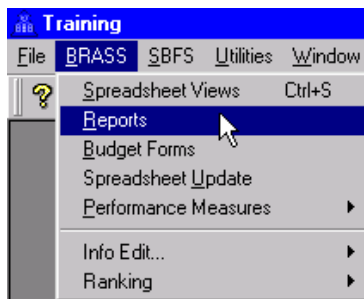 Training
File BRASS SBFS Utilities Window
Spreadsheet Views Ctrl+S
Reports
Budget Forms
Spreadsheet Update
Performance Measures
Info Edit...
Ranking